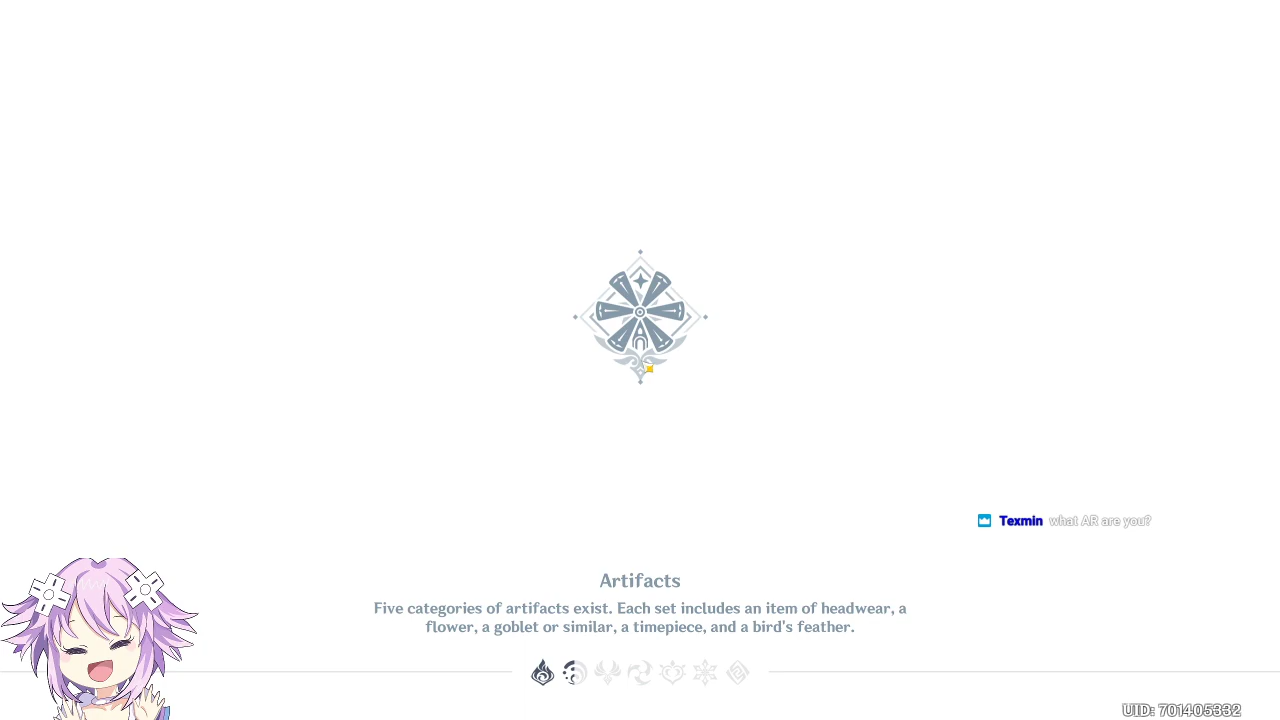 Texmin what AR are you?
Artifacts
Five categories of artifacts exist. Each set includes an item of headwear, a
flower, a goblet or similar, a timepiece, and a bird's feather.
UID: 701405332